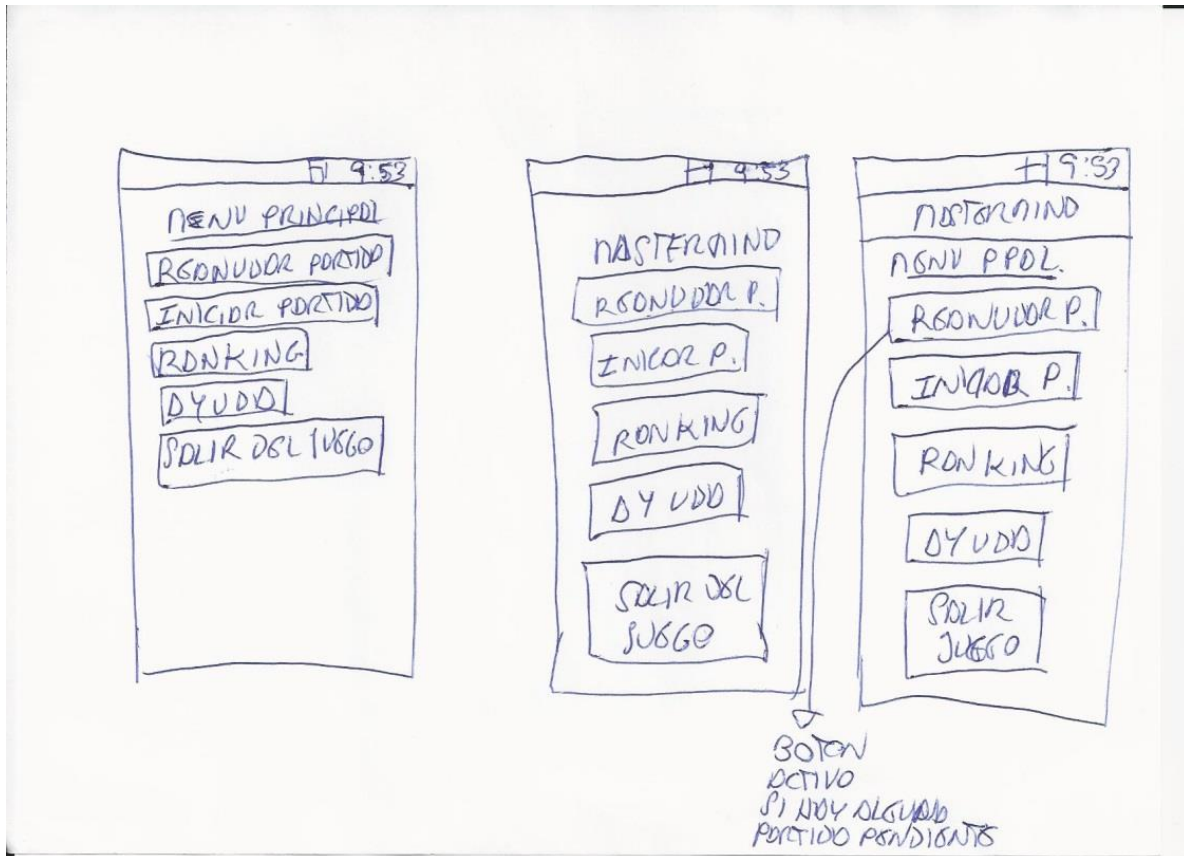 9:53
MENU PRINCIPAL
REANUDAR PARTIDA
INICIAR PARTIDA
RANKING
AYUDA
SALIR DEL JUEGO
9:53
MASTERMIND
REANUDAR P.
INICAR P.
RANKING
AYUDA
SALIR DEL
JUEGO
9:53
MASTERMIND
MENU PPAL.
REANUDAR P.
INICIAR P.
RANKING
AYUDA
SALIR
JUEGO
BOTON
ACTIVO
SI HAY ALGUNA
PARTIDA PENDIENTE